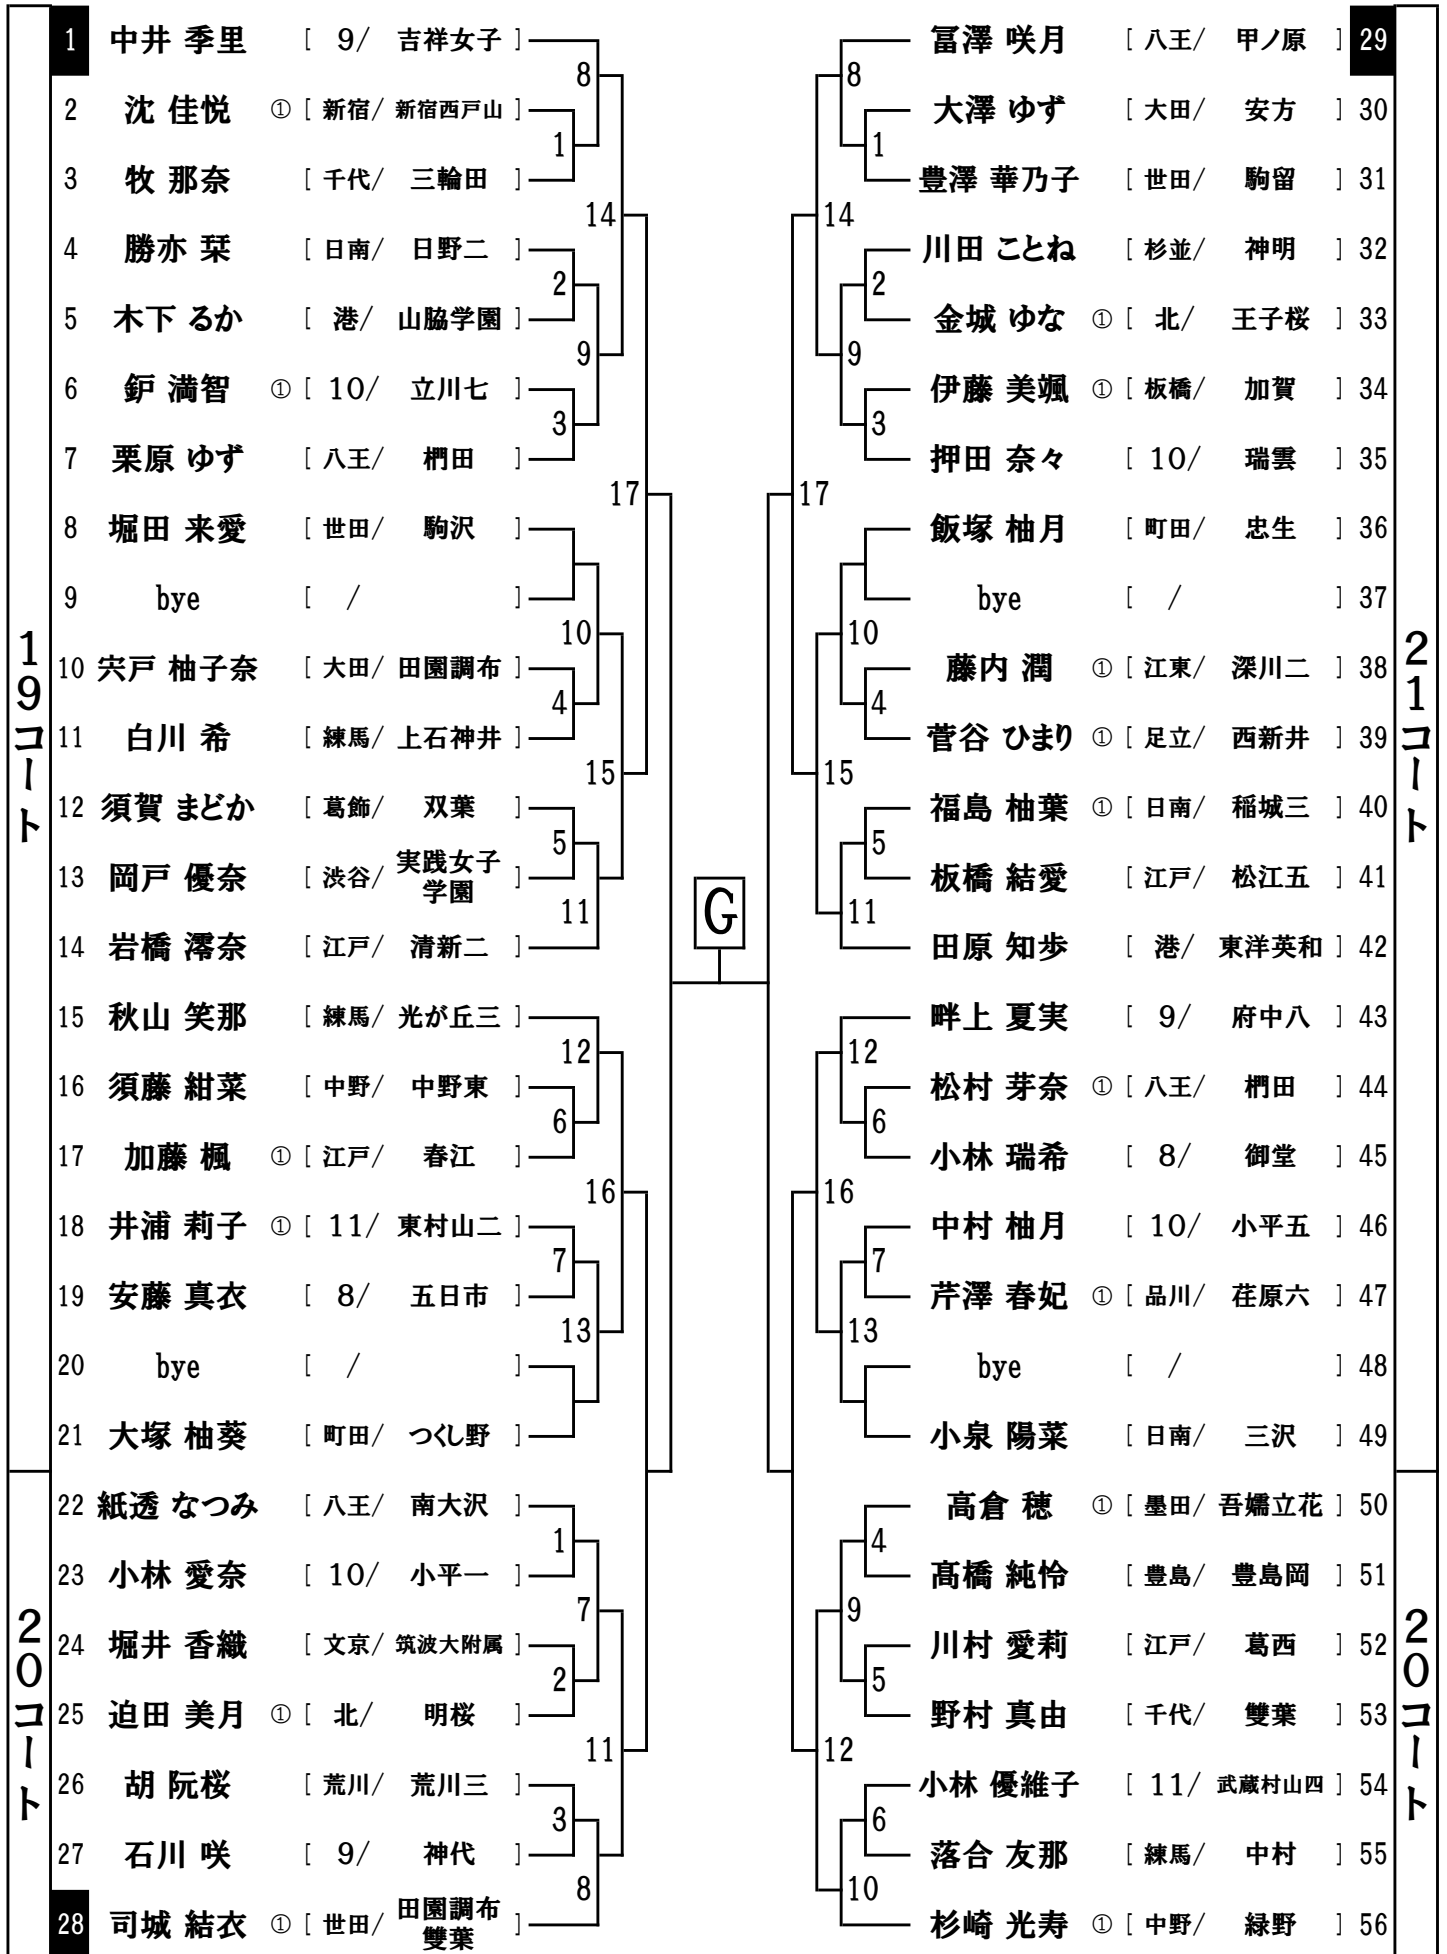 1 中井 季里 [ 9/ 吉祥女子 ]
2 沈 佳悦 ① [ 新宿/ 新宿西戸山 ]
3 牧 那奈 [ 千代/ 三輪田 ]
4 勝亦 栞 [ 日南/ 日野二 ]
5 木下 るか [ 港/ 山脇学園 ]
6 鈩 満智 ① [ 10/ 立川七 ]
7 栗原 ゆず [ 八王/ 椚田 ]
8 堀田 来愛 [ 世田/ 駒沢 ]
9 bye [ / ]
10 宍戸 柚子奈 [ 大田/ 田園調布 ]
11 白川 希 [ 練馬/ 上石神井 ]
12 須賀 まどか [ 葛飾/ 双葉 ]
13 岡戸 優奈 [ 渋谷/ 実践女子学園 ]
14 岩橋 澪奈 [ 江戸/ 清新二 ]
15 秋山 笑那 [ 練馬/ 光が丘三 ]
16 須藤 紺菜 [ 中野/ 中野東 ]
17 加藤 楓 ① [ 江戸/ 春江 ]
18 井浦 莉子 ① [ 11/ 東村山二 ]
19 安藤 真衣 [ 8/ 五日市 ]
20 bye [ / ]
21 大塚 柚葵 [ 町田/ つくし野 ]
19コート
22 紙透 なつみ [ 八王/ 南大沢 ]
23 小林 愛奈 [ 10/ 小平一 ]
24 堀井 香織 [ 文京/ 筑波大附属 ]
25 迫田 美月 ① [ 北/ 明桜 ]
26 胡 阮桜 [ 荒川/ 荒川三 ]
27 石川 咲 [ 9/ 神代 ]
28 司城 結衣 ① [ 世田/ 田園調布雙葉 ]
20コート
8
1
14
2
9
3
17
10
4
15
5
11
12
6
16
7
13
1
7
2
11
3
8
G
8
1
14
2
9
3
17
10
4
15
5
11
12
6
16
7
13
4
9
5
12
6
10
冨澤 咲月 [ 八王/ 甲ノ原 ] 29
大澤 ゆず [ 大田/ 安方 ] 30
豊澤 華乃子 [ 世田/ 駒留 ] 31
川田 ことね [ 杉並/ 神明 ] 32
金城 ゆな ① [ 北/ 王子桜 ] 33
伊藤 美颯 ① [ 板橋/ 加賀 ] 34
押田 奈々 [ 10/ 瑞雲 ] 35
飯塚 柚月 [ 町田/ 忠生 ] 36
bye [ / ] 37
藤内 潤 ① [ 江東/ 深川二 ] 38
菅谷 ひまり ① [ 足立/ 西新井 ] 39
福島 柚葉 ① [ 日南/ 稲城三 ] 40
板橋 結愛 [ 江戸/ 松江五 ] 41
田原 知歩 [ 港/ 東洋英和 ] 42
畔上 夏実 [ 9/ 府中八 ] 43
松村 芽奈 ① [ 八王/ 椚田 ] 44
小林 瑞希 [ 8/ 御堂 ] 45
中村 柚月 [ 10/ 小平五 ] 46
芹澤 春妃 ① [ 品川/ 荏原六 ] 47
bye [ / ] 48
小泉 陽菜 [ 日南/ 三沢 ] 49
21コート
高倉 穂 ① [ 墨田/ 吾嬬立花 ] 50
髙橋 純怜 [ 豊島/ 豊島岡 ] 51
川村 愛莉 [ 江戸/ 葛西 ] 52
野村 真由 [ 千代/ 雙葉 ] 53
小林 優維子 [ 11/ 武蔵村山四 ] 54
落合 友那 [ 練馬/ 中村 ] 55
杉崎 光寿 ① [ 中野/ 緑野 ] 56
20コート